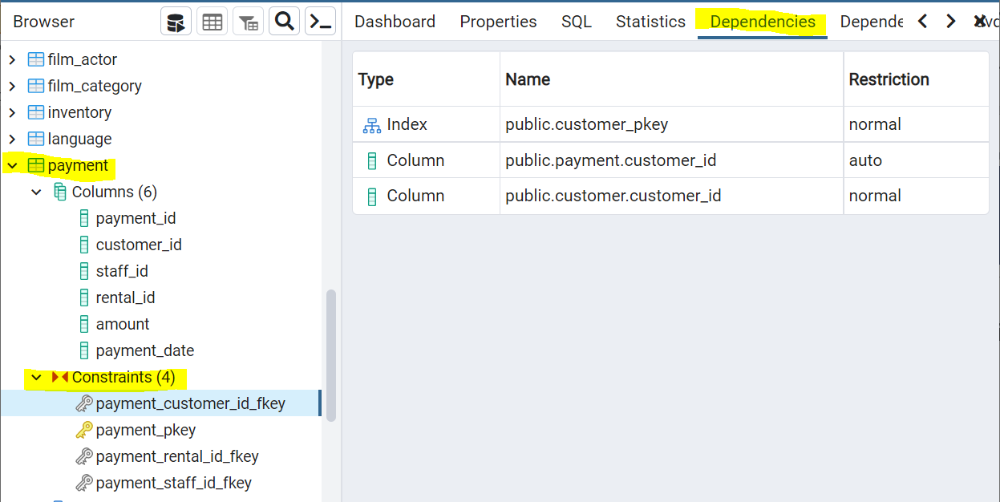 Browser
film_actor
film_category
inventory
language
payment
Columns (6)
payment_id
customer_id
staff_id
rental_id
amount
payment_date
Constraints (4)
payment_customer_id_fkey
payment_pkey
payment_rental_id_fkey
payment_staff_id_fkey
Dashboard Properties SQL Statistics Dependencies Depende
Type Name Restriction
Index public.customer_pkey normal
Column public.payment.customer_id auto
Column public.customer.customer_id normal